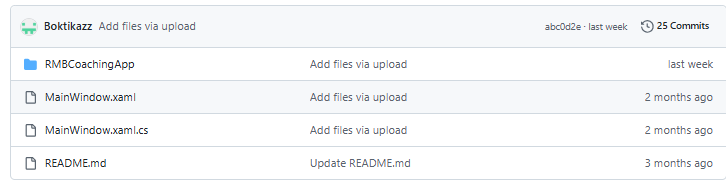 Boktikazz Add files via upload abc0d2e · last week 25 Commits
RMBCoachingApp Add files via upload last week
MainWindow.xaml Add files via upload 2 months ago
MainWindow.xaml.cs Add files via upload 2 months ago
README.md Update README.md 3 months ago